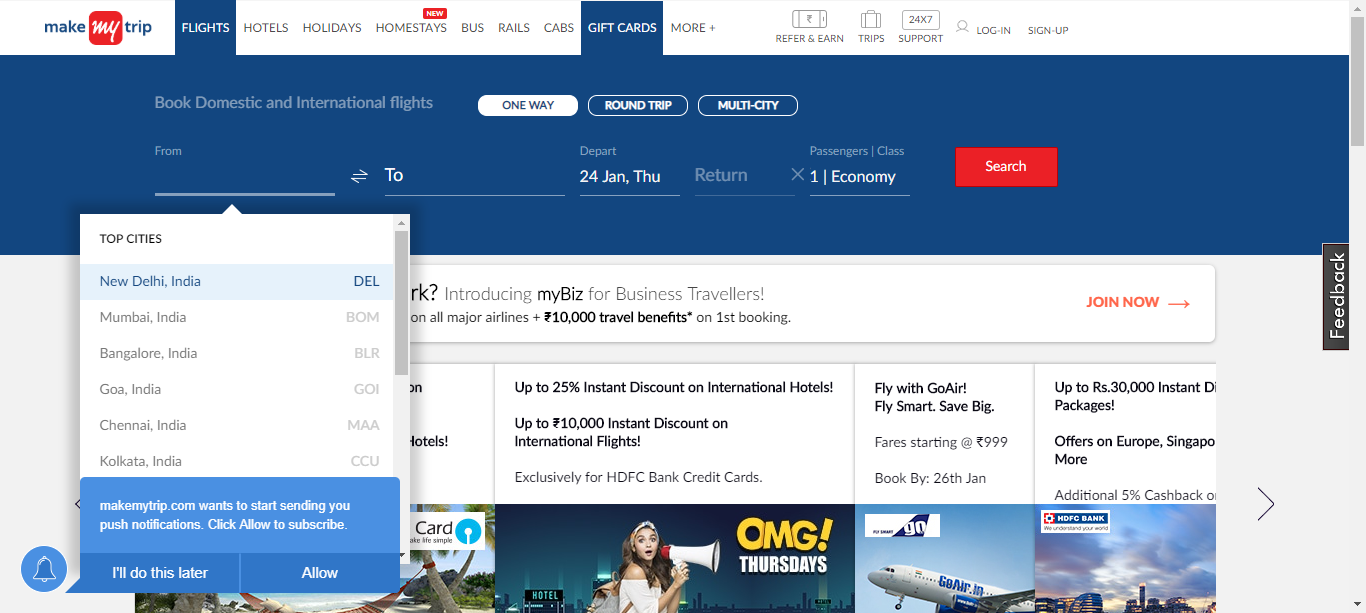 make my trip
FLIGHTS
HOTELS
HOLIDAYS
NEW
HOMESTAYS
BUS
RAILS
CABS
GIFT CARDS
MORE +
₹
REFER & EARN
TRIPS
24X7
SUPPORT
LOG-IN
SIGN-UP
Book Domestic and International flights
ONE WAY
ROUND TRIP
MULTI-CITY
From
To
Depart
24 Jan, Thu
Return
Passengers | Class
1 | Economy
Search
TOP CITIES
New Delhi, India DEL
Mumbai, India BOM
Bangalore, India BLR
Goa, India GOI
Chennai, India MAA
Kolkata, India CCU
makemytrip.com wants to start sending you
push notifications. Click Allow to subscribe.
I'll do this later
Allow
rk? Introducing myBiz for Business Travellers!
on all major airlines + ₹10,000 travel benefits* on 1st booking.
JOIN NOW
Feedback
on
Hotels!
Card
ake life simple
Up to 25% Instant Discount on International Hotels!
Up to ₹10,000 Instant Discount on
International Flights!
Exclusively for HDFC Bank Credit Cards.
OMG!
THURSDAYS
HOTEL
Fly with GoAir!
Fly Smart. Save Big.
Fares starting @ ₹999
Book By: 26th Jan
FLY SMART
go
GoAir.in
Up to Rs.30,000 Instant Di
Packages!
Offers on Europe, Singapo
More
Additional 5% Cashback or
HDFC BANK
We understand your world